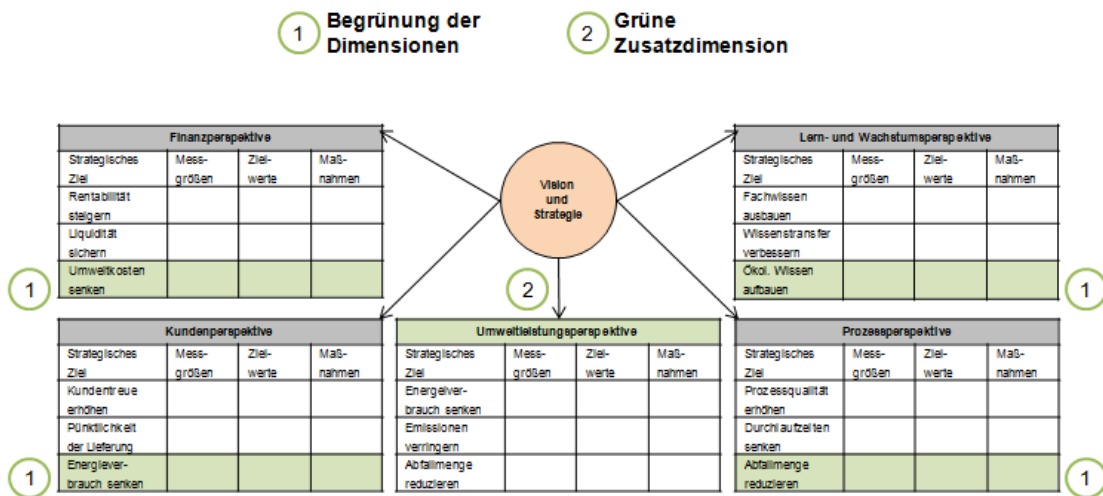 1
Begrünung der
Dimensionen
2
Grüne
Zusatzdimension
Finanzperspektive
Strategisches Ziel
Mess-größen
Ziel-werte
Maß-nahmen
Rentabilität
steigern
Liquidität
sichern
1
Umweltkosten
senken
Vision
und
Strategie
2
Lern- und Wachstumsperspektive
Strategisches Ziel
Mess-größen
Ziel-werte
Maß-nahmen
Fachwissen
ausbauen
Wissenstransfer
verbessern
Ökol. Wissen
aufbauen
1
Kundenperspektive
Strategisches Ziel
Mess-größen
Ziel-werte
Maß-nahmen
Kundentreue
erhöhen
Pünktlichkeit
der Lieferung
1
Energiever-
brauch senken
Umweltleistungsperspektive
Strategisches Ziel
Mess-größen
Ziel-werte
Maß-nahmen
Energiever-
brauch senken
Emissionen
verringern
Abfallmenge
reduzieren
Prozessperspektive
Strategisches Ziel
Mess-größen
Ziel-werte
Maß-nahmen
Prozessqualität
erhöhen
Durchlaufzeiten
senken
Abfallmenge
reduzieren
1